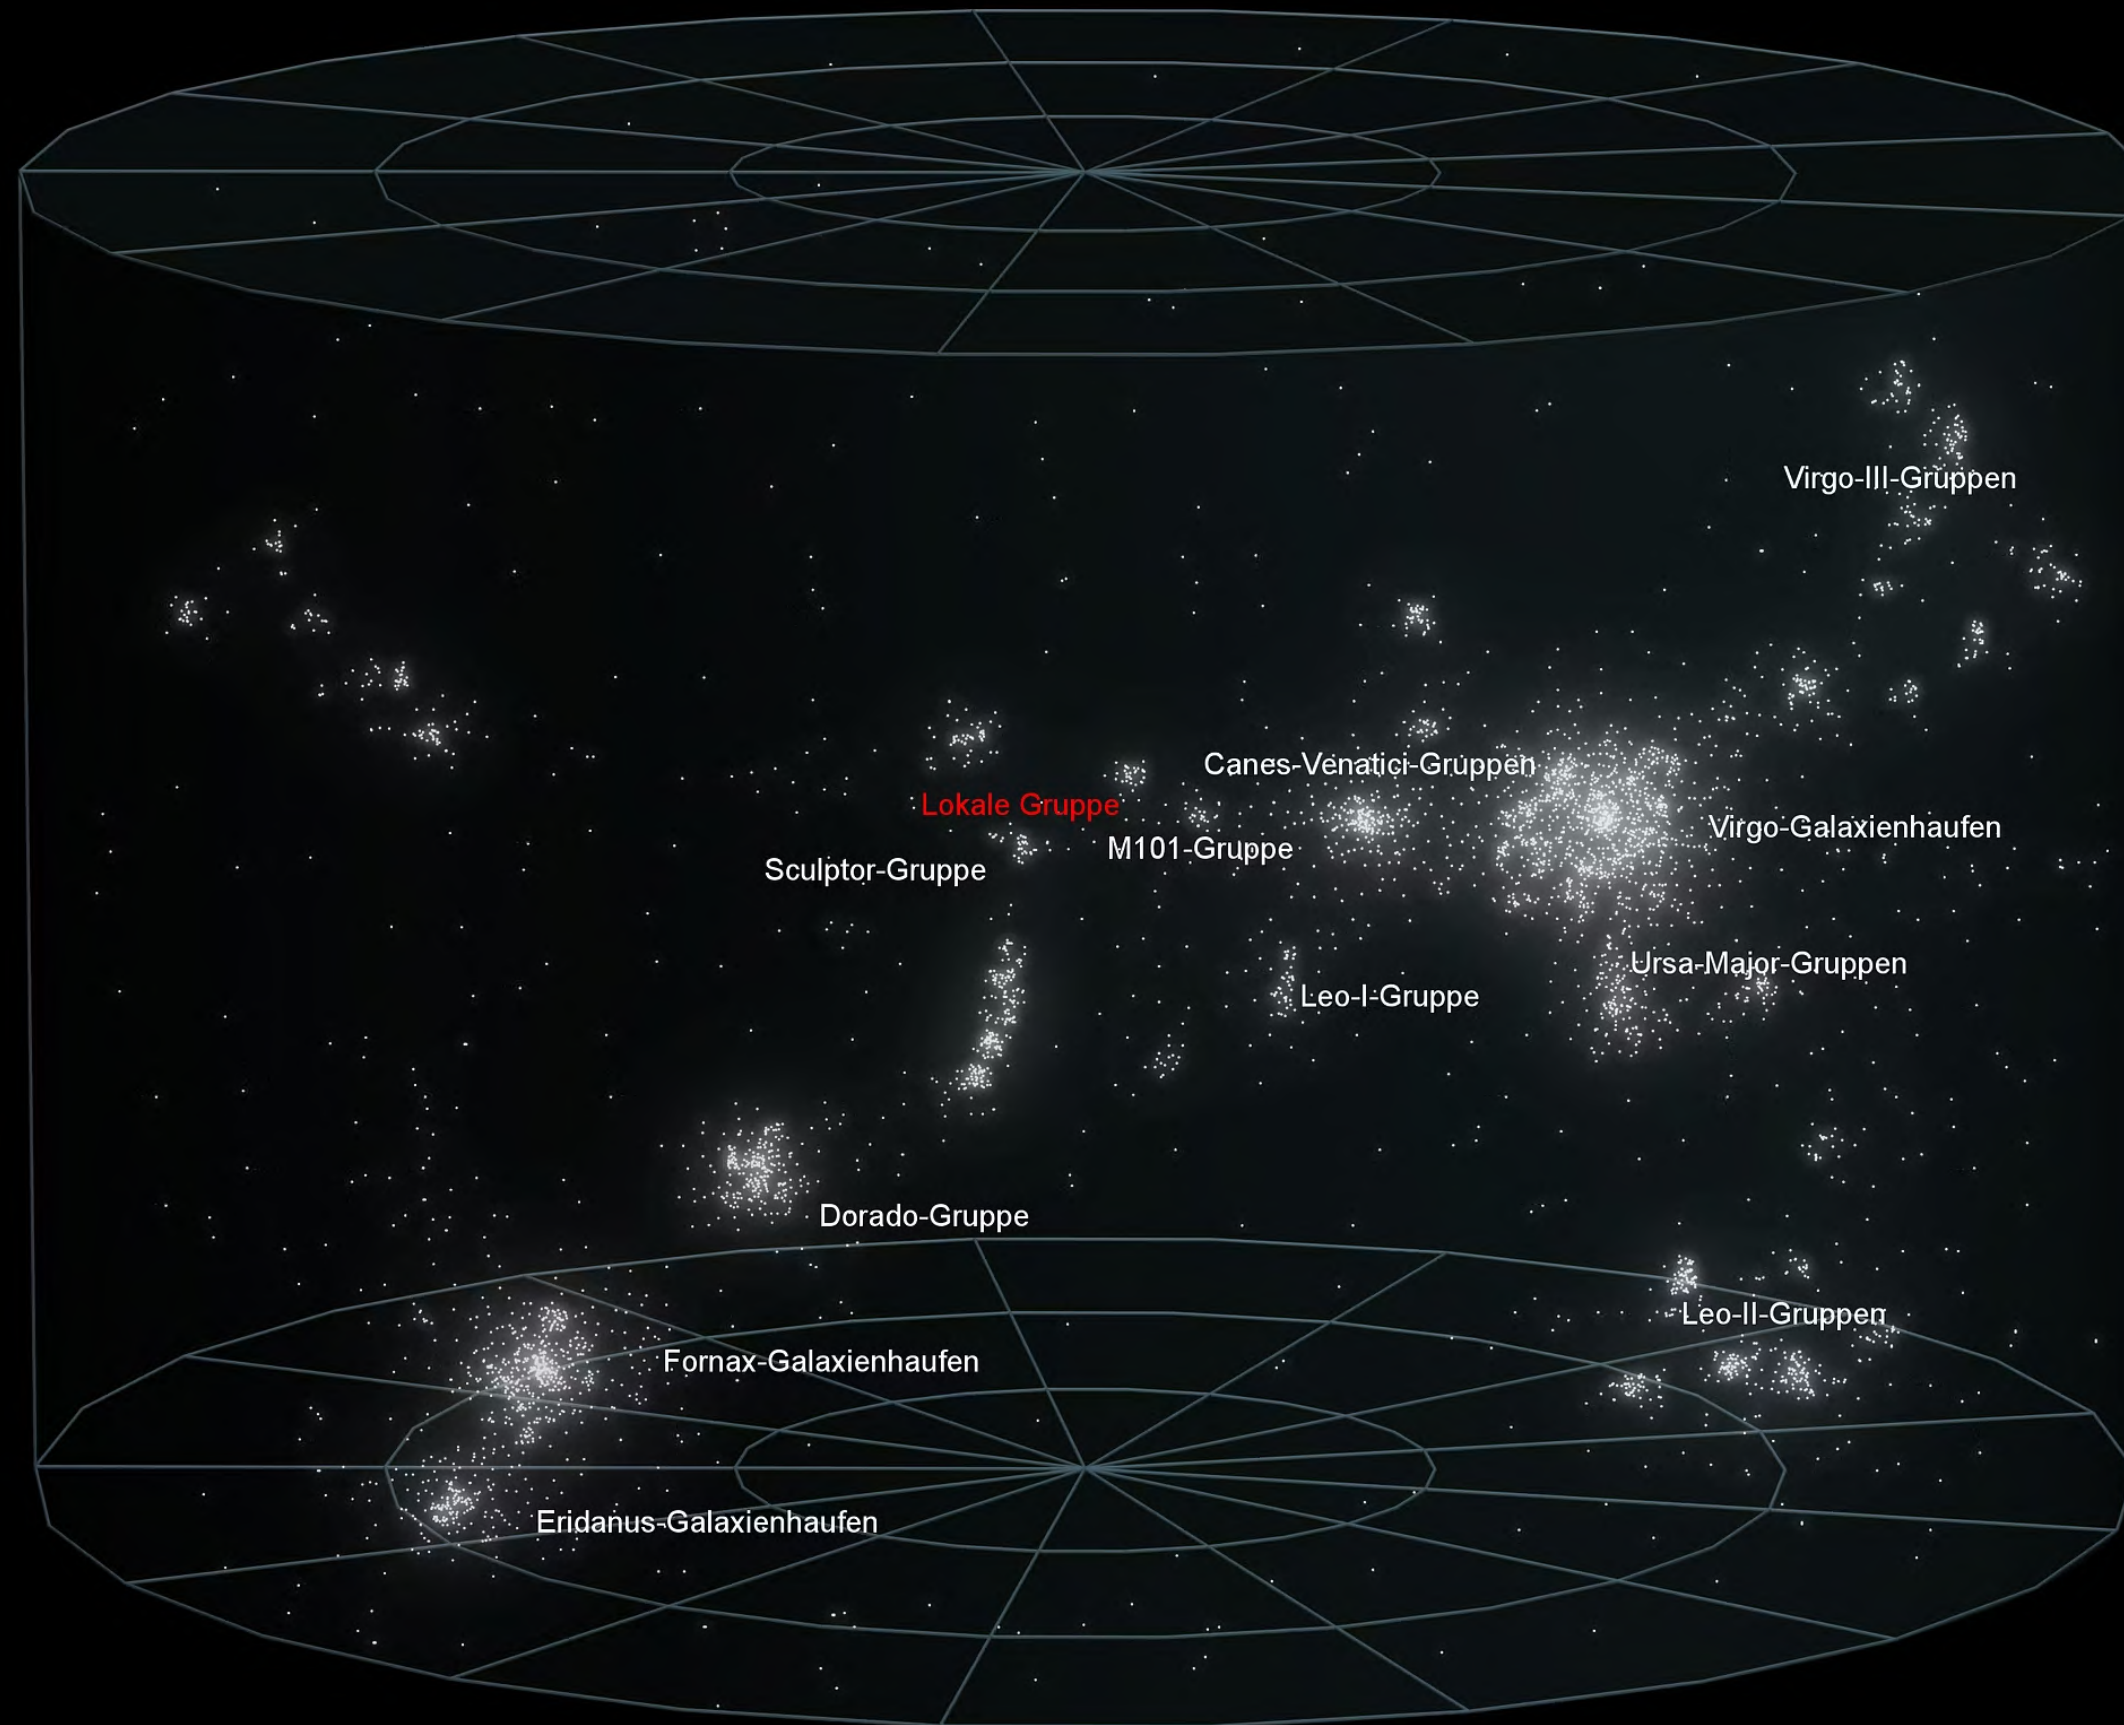 Virgo-III-Gruppen
Canes-Venatici-Gruppen
Lokale Gruppe
Virgo-Galaxienhaufen
M101-Gruppe
Sculptor-Gruppe
Ursa-Major-Gruppen
Leo-I-Gruppe
Dorado-Gruppe
Leo-II-Gruppen
Fornax-Galaxienhaufen
Eridanus-Galaxienhaufen